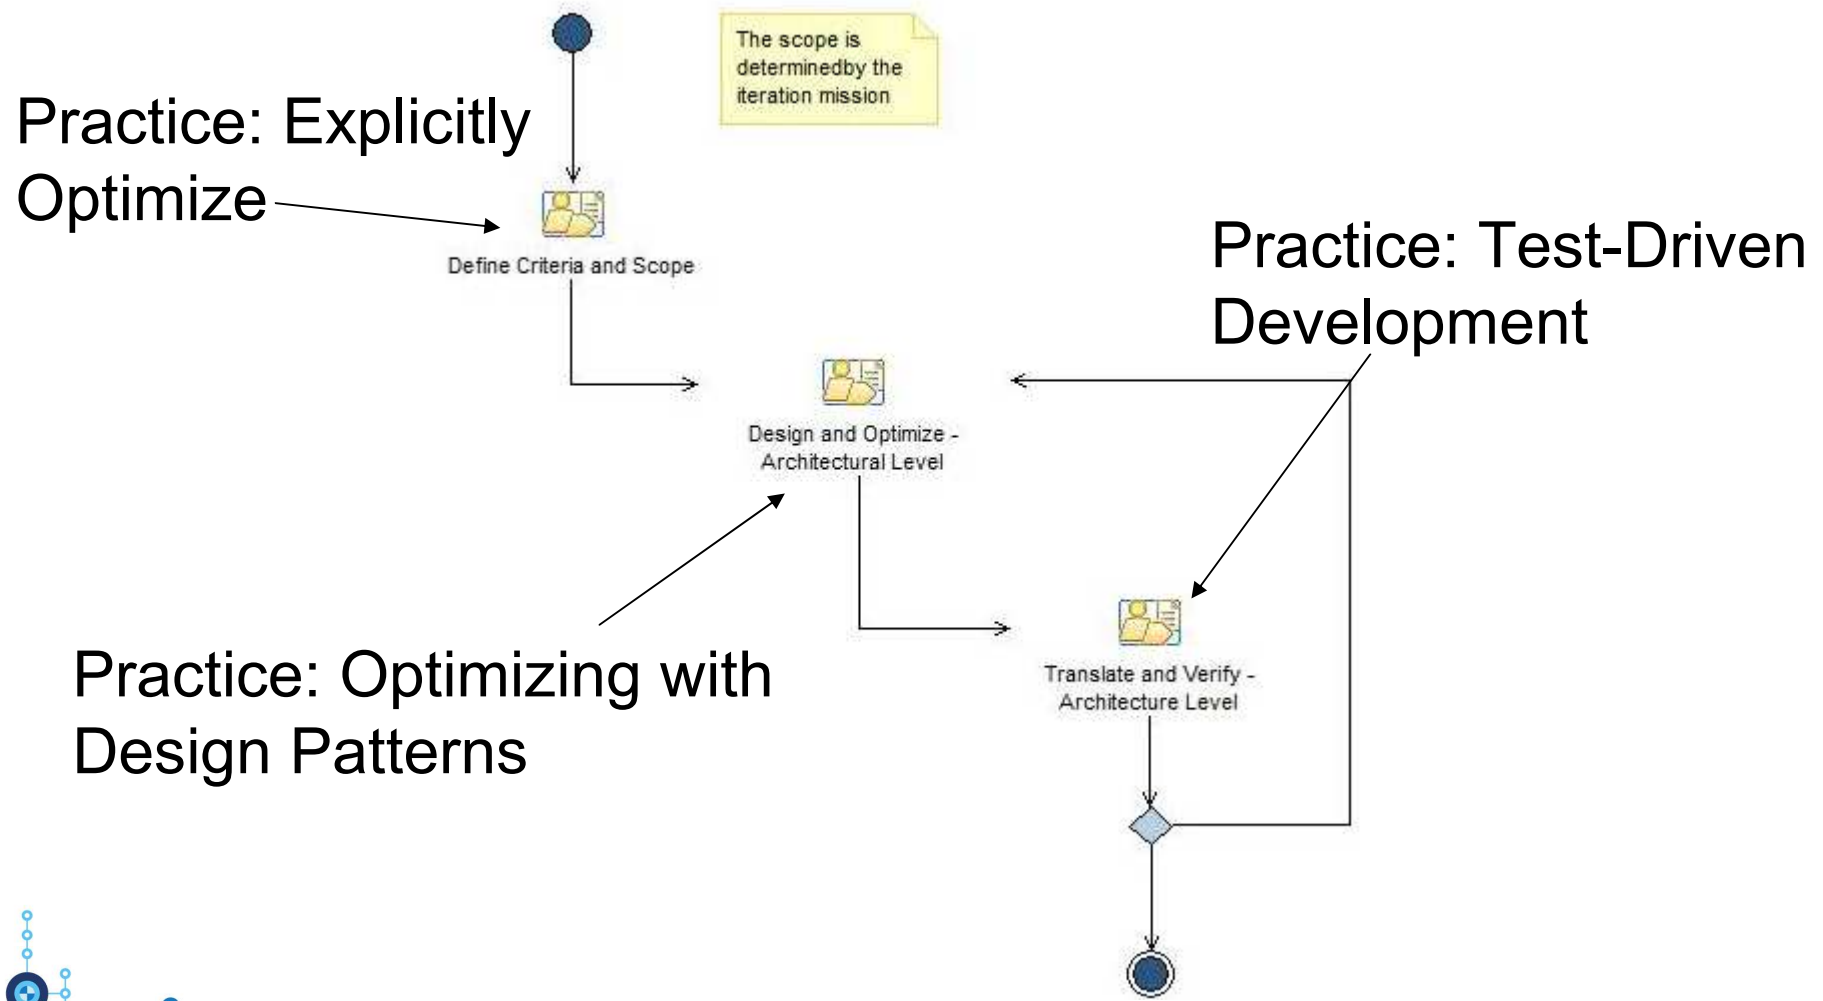 The scope is
determinedby the
iteration mission
Practice: Explicitly
Optimize
Define Criteria and Scope
Practice: Test-Driven
Development
Design and Optimize -
Architectural Level
Practice: Optimizing with
Design Patterns
Translate and Verify -
Architecture Level